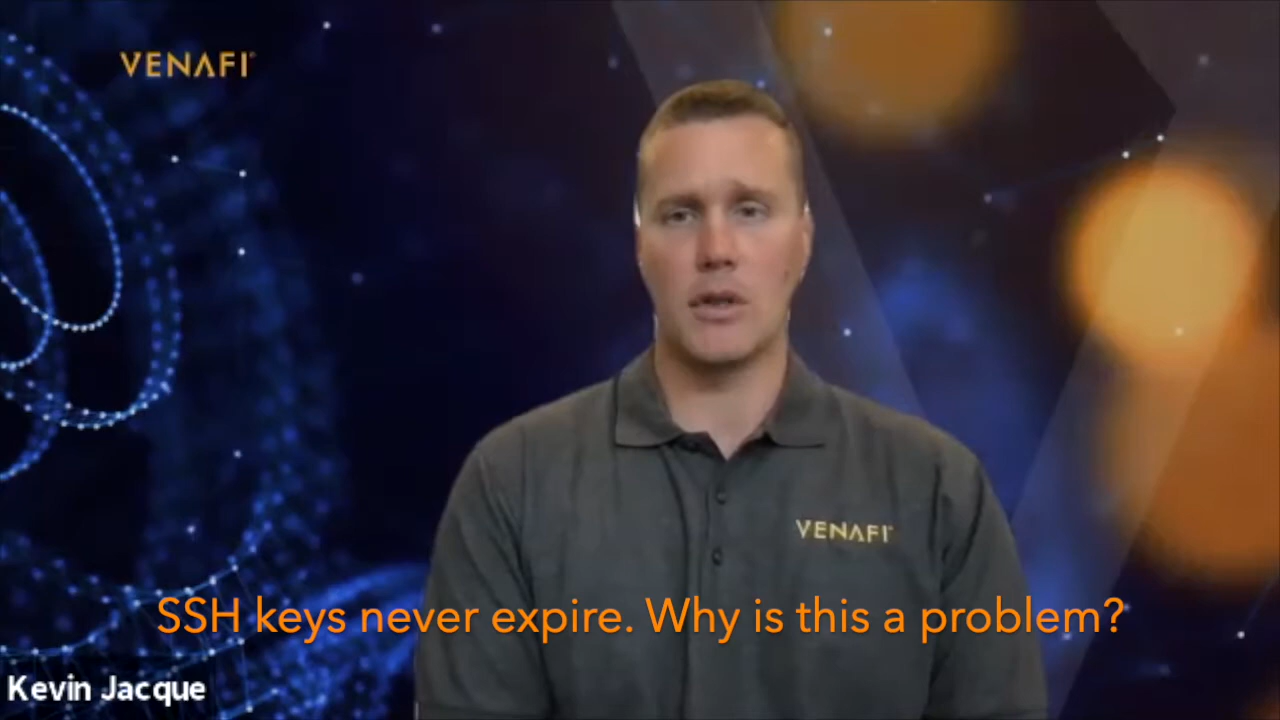 VENAFI
VENAFI
SSH keys never expire. Why is this a problem?
Kevin Jacque